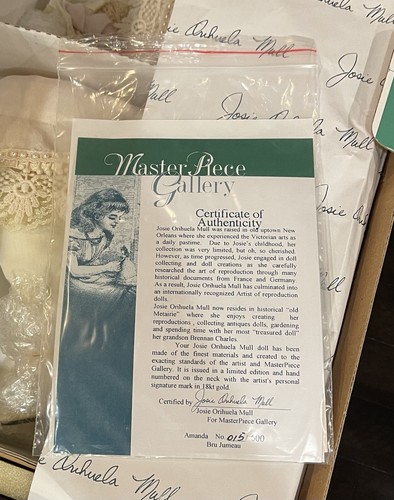 Josie Orihuela Mull
Josie
Josie Orihuela Mull
Master Piece
Gallery
Certificate of
Authenticity
Josie Orihuela Mull was raised in old uptown New
Orleans where she experienced the Victorian arts as
a daily pastime. Due to Josie's childhood, her
collection was very limited, but oh, so cherished.
However, as time progressed, Josie engaged in doll
collecting and doll creations as she carefully
researched the art of reproduction through many
historical documents from France and Germany.
As a result, Josie Orihuela Mull has culminated into
an internationally recognized Artist of reproduction
dolls.
Josie Orihuela Mull now resides in historical "old
Metairie" where she enjoys creating her
reproductions , collecting antique dolls, gardening
and spending time with her most "treasured doll"
her grandson Brennan Charles.
Your Josie Orihuela Mull doll has been
made of the finest materials and created to the
exacting standards of the artist and MasterPiece
Gallery. It is issued in a limited edition and hand
numbered on the neck with the artist's personal
signature mark in 18kt gold.
Certified by Josie Orihuela Mull
Josie Orihuela Mull
For MasterPiece Gallery
Amanda No. 015/500
Bru Jumeau
Orihuela Mull